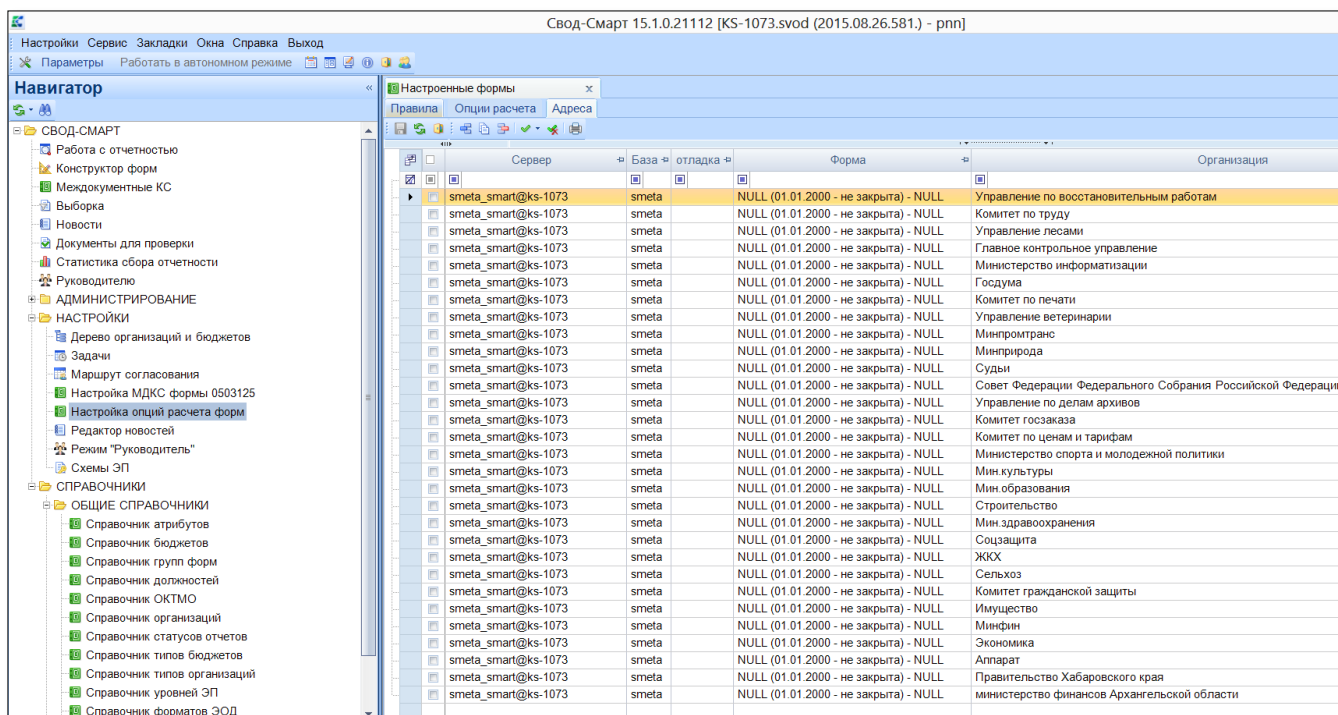 Свод-Смарт 15.1.0.21112 [KS-1073.svod (2015.08.26.581.) - pnn]
Настройки Сервис Закладки Окна Справка Выход
Параметры Работать в автономном режиме
Навигатор «
СВОД-СМАРТ
Работа с отчетностью
Конструктор форм
Междокументные КС
Выборка
Новости
Документы для проверки
Статистика сбора отчетности
Руководителю
АДМИНИСТРИРОВАНИЕ
НАСТРОЙКИ
Дерево организаций и бюджетов
Задачи
Маршрут согласования
Настройка МДКС формы 0503125
Настройка опций расчета форм
Редактор новостей
Режим "Руководитель"
Схемы ЭП
СПРАВОЧНИКИ
ОБЩИЕ СПРАВОЧНИКИ
Справочник атрибутов
Справочник бюджетов
Справочник групп форм
Справочник должностей
Справочник ОКТМО
Справочник организаций
Справочник статусов отчетов
Справочник типов бюджетов
Справочник типов организаций
Справочник уровней ЭП
Справочник форматов ЭОД
Настроенные формы x
Правила Опции расчета Адреса
Сервер База отладка Форма Организация
smeta_smart@ks-1073 smeta NULL (01.01.2000 - не закрыта) - NULL Управление по восстановительным работам
smeta_smart@ks-1073 smeta NULL (01.01.2000 - не закрыта) - NULL Комитет по труду
smeta_smart@ks-1073 smeta NULL (01.01.2000 - не закрыта) - NULL Управление лесами
smeta_smart@ks-1073 smeta NULL (01.01.2000 - не закрыта) - NULL Главное контрольное управление
smeta_smart@ks-1073 smeta NULL (01.01.2000 - не закрыта) - NULL Министерство информатизации
smeta_smart@ks-1073 smeta NULL (01.01.2000 - не закрыта) - NULL Госдума
smeta_smart@ks-1073 smeta NULL (01.01.2000 - не закрыта) - NULL Комитет по печати
smeta_smart@ks-1073 smeta NULL (01.01.2000 - не закрыта) - NULL Управление ветеринарии
smeta_smart@ks-1073 smeta NULL (01.01.2000 - не закрыта) - NULL Минпромтранс
smeta_smart@ks-1073 smeta NULL (01.01.2000 - не закрыта) - NULL Минприрода
smeta_smart@ks-1073 smeta NULL (01.01.2000 - не закрыта) - NULL Судьи
smeta_smart@ks-1073 smeta NULL (01.01.2000 - не закрыта) - NULL Совет Федерации Федерального Собрания Российской Федераци
smeta_smart@ks-1073 smeta NULL (01.01.2000 - не закрыта) - NULL Управление по делам архивов
smeta_smart@ks-1073 smeta NULL (01.01.2000 - не закрыта) - NULL Комитет госзаказа
smeta_smart@ks-1073 smeta NULL (01.01.2000 - не закрыта) - NULL Комитет по ценам и тарифам
smeta_smart@ks-1073 smeta NULL (01.01.2000 - не закрыта) - NULL Министерство спорта и молодежной политики
smeta_smart@ks-1073 smeta NULL (01.01.2000 - не закрыта) - NULL Мин.культуры
smeta_smart@ks-1073 smeta NULL (01.01.2000 - не закрыта) - NULL Мин.образования
smeta_smart@ks-1073 smeta NULL (01.01.2000 - не закрыта) - NULL Строительство
smeta_smart@ks-1073 smeta NULL (01.01.2000 - не закрыта) - NULL Мин.здравоохранения
smeta_smart@ks-1073 smeta NULL (01.01.2000 - не закрыта) - NULL Соцзащита
smeta_smart@ks-1073 smeta NULL (01.01.2000 - не закрыта) - NULL ЖКХ
smeta_smart@ks-1073 smeta NULL (01.01.2000 - не закрыта) - NULL Сельхоз
smeta_smart@ks-1073 smeta NULL (01.01.2000 - не закрыта) - NULL Комитет гражданской защиты
smeta_smart@ks-1073 smeta NULL (01.01.2000 - не закрыта) - NULL Имущество
smeta_smart@ks-1073 smeta NULL (01.01.2000 - не закрыта) - NULL Минфин
smeta_smart@ks-1073 smeta NULL (01.01.2000 - не закрыта) - NULL Экономика
smeta_smart@ks-1073 smeta NULL (01.01.2000 - не закрыта) - NULL Аппарат
smeta_smart@ks-1073 smeta NULL (01.01.2000 - не закрыта) - NULL Правительство Хабаровского края
smeta_smart@ks-1073 smeta NULL (01.01.2000 - не закрыта) - NULL министерство финансов Архангельской области